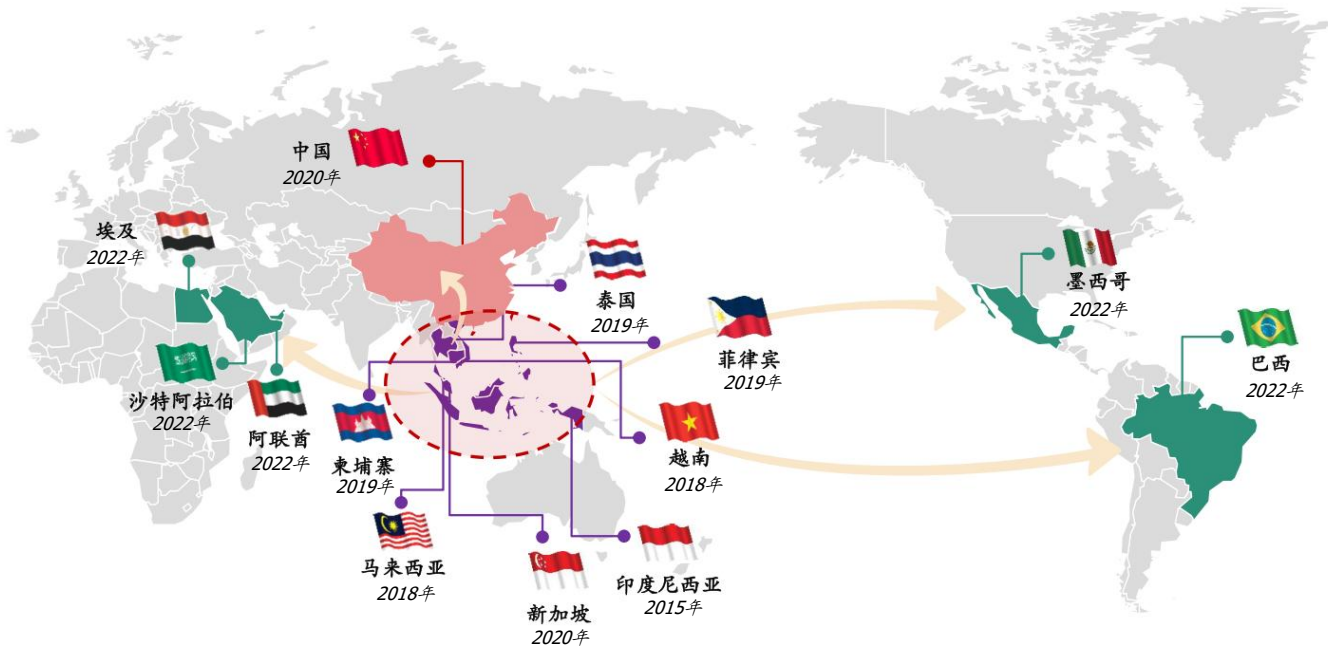 中国
2020年
埃及
2022年
沙特阿拉伯
2022年
阿联酋
2022年
柬埔寨
2019年
马来西亚
2018年
新加坡
2020年
印度尼西亚
2015年
越南
2018年
泰国
2019年
菲律宾
2019年
墨西哥
2022年
巴西
2022年